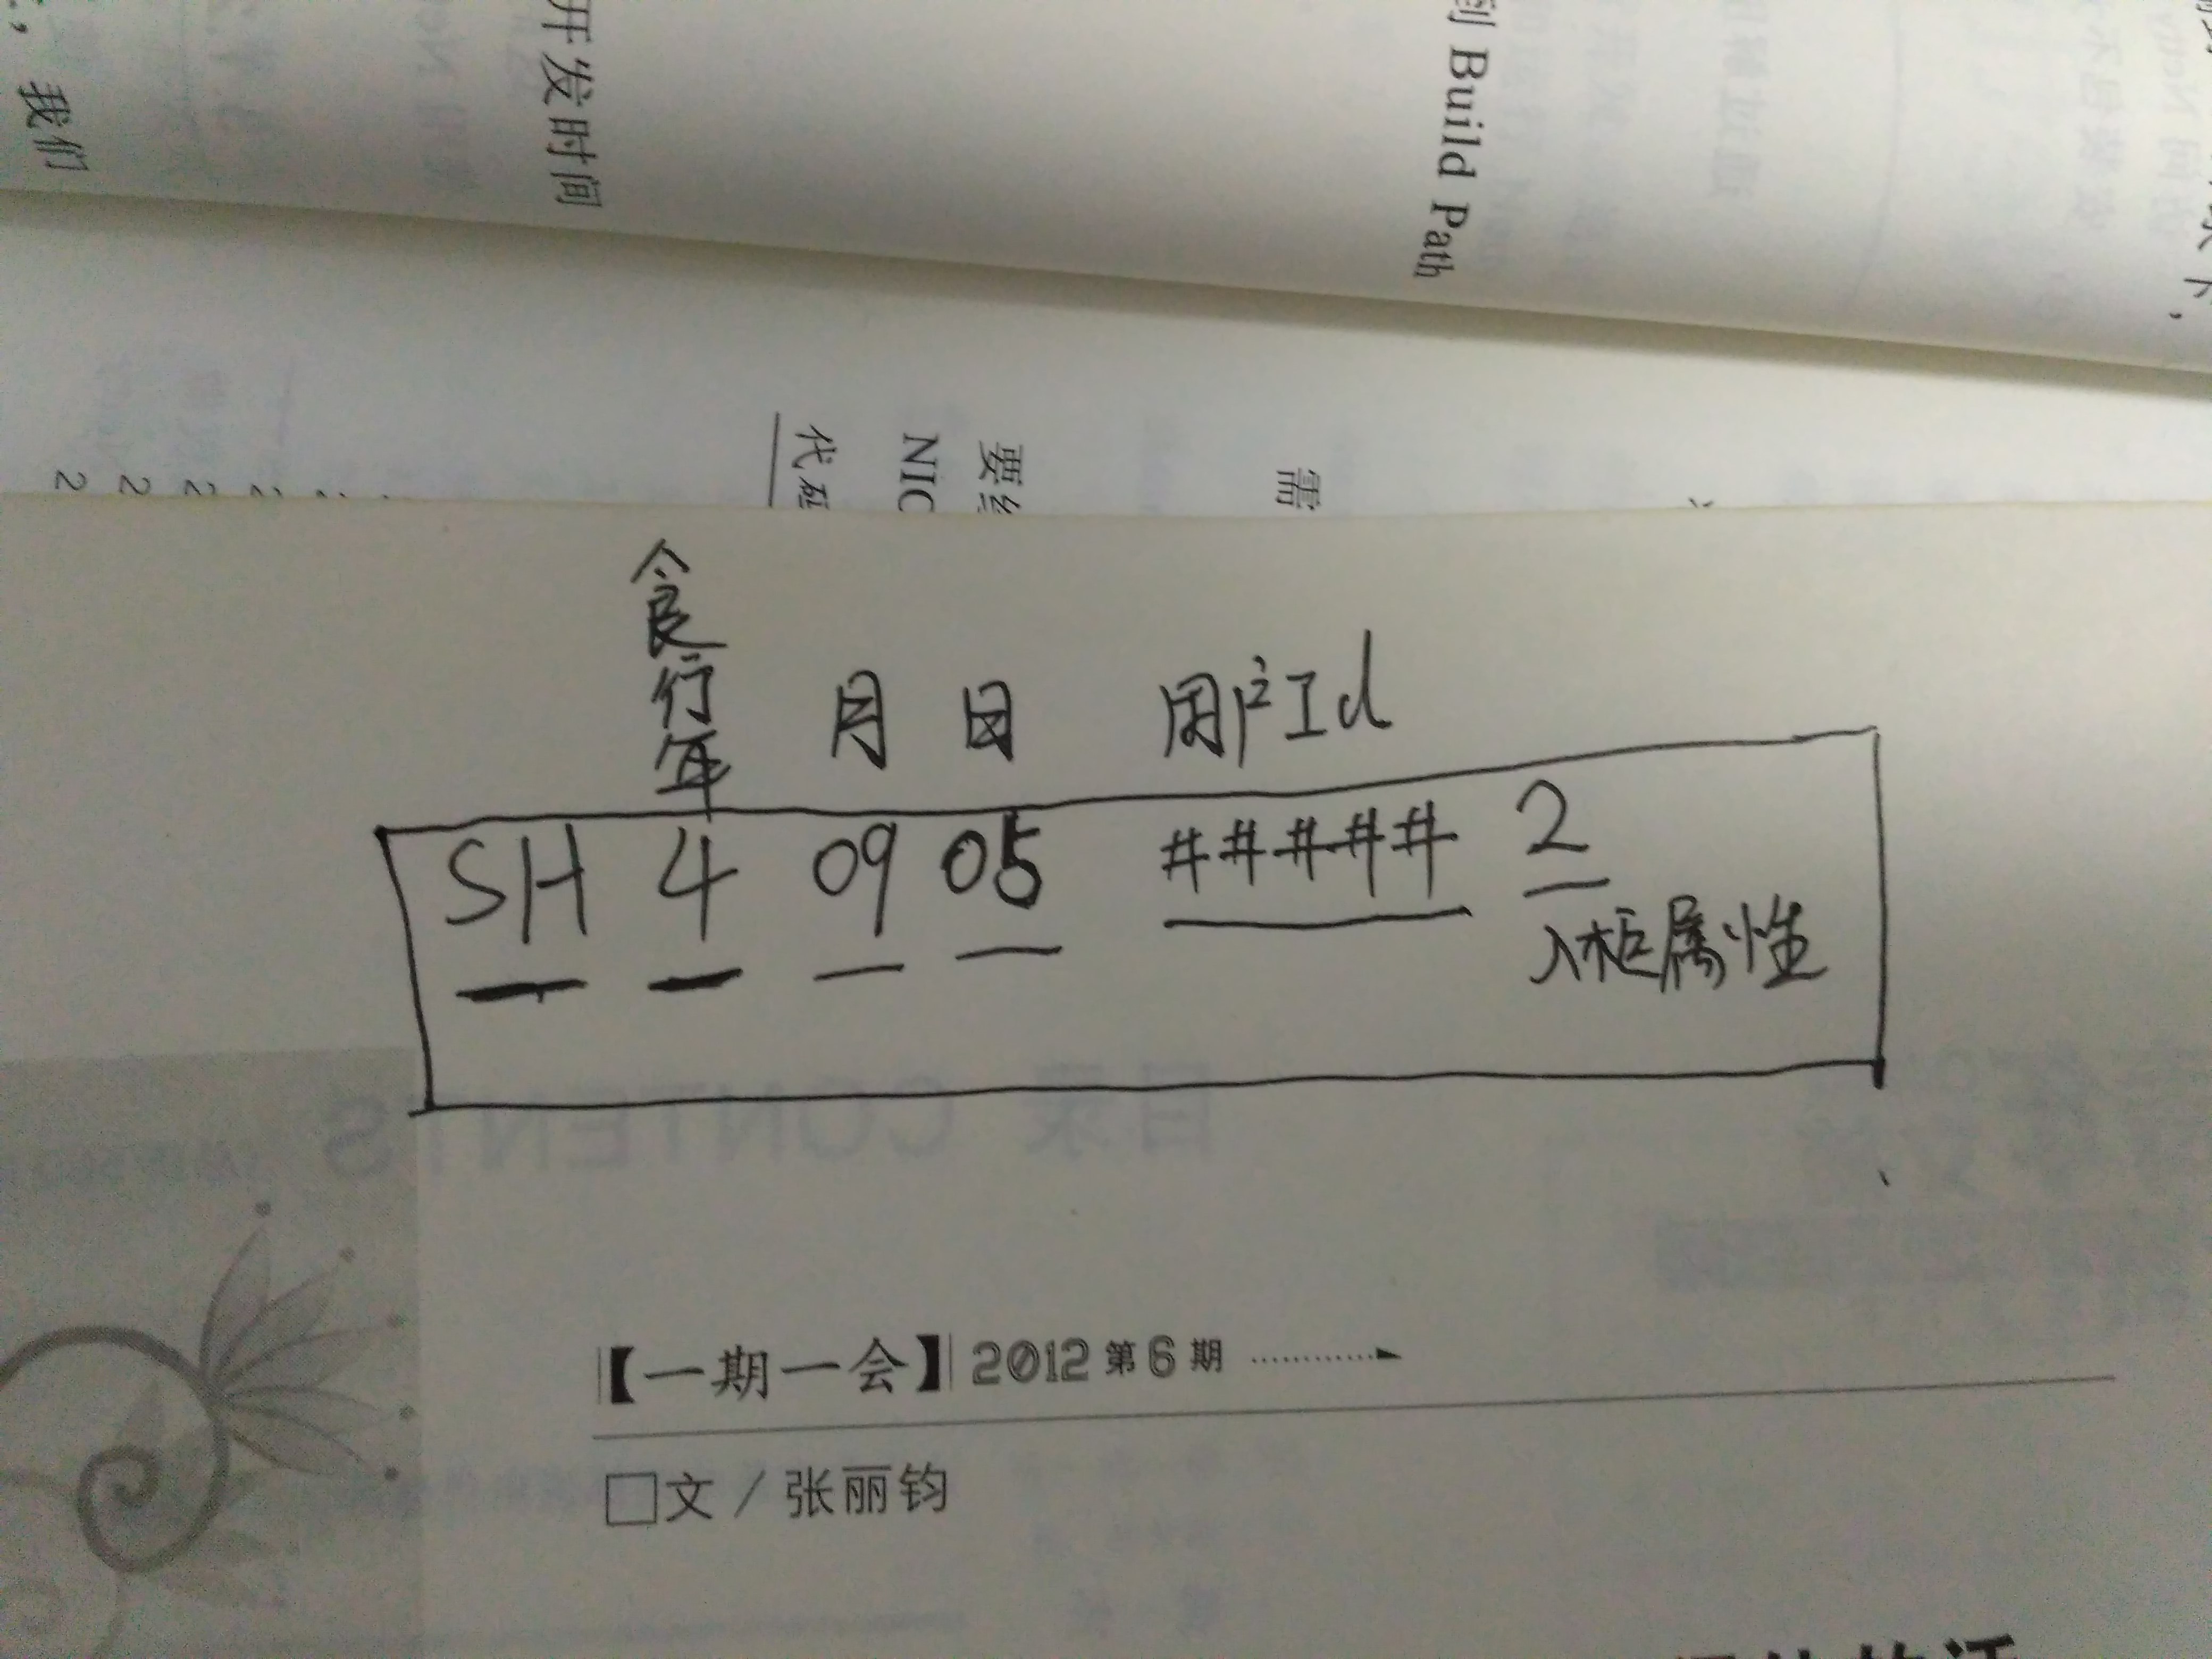 ，我们
开发时间
到 Build Path
代码
NIC
要
需
食行年 月 日 用户Id
SH 4 09 05 ##### 2
入柜属性
目录 CONTENTS
【一期一会】 2012 第 6 期
□文 / 张丽钧